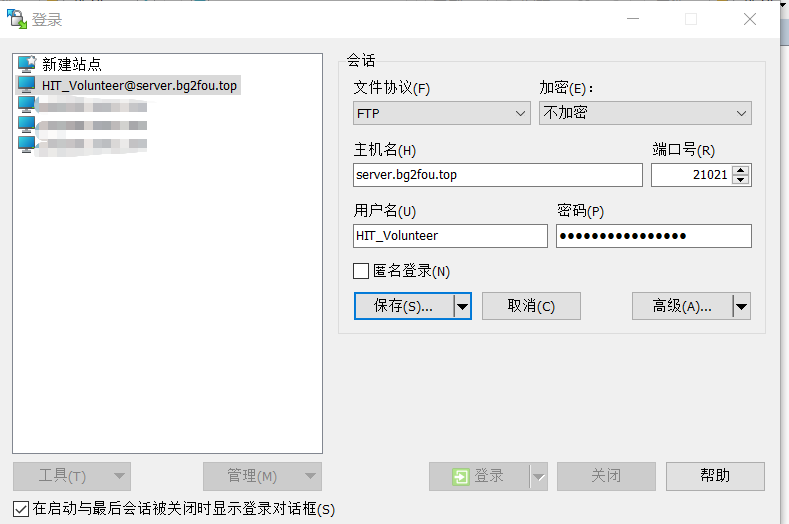 登录
新建站点
HIT_Volunteer@server.bg2fou.top
会话
文件协议(F)
加密(E)：
FTP
不加密
主机名(H)
端口号(R)
server.bg2fou.top
21021
用户名(U)
密码(P)
HIT_Volunteer
●●●●●●●●●●●●●●●●
匿名登录(N)
保存(S)...
取消(C)
高级(A)...
工具(T)
管理(M)
登录
关闭
帮助
在启动与最后会话被关闭时显示登录对话框(S)